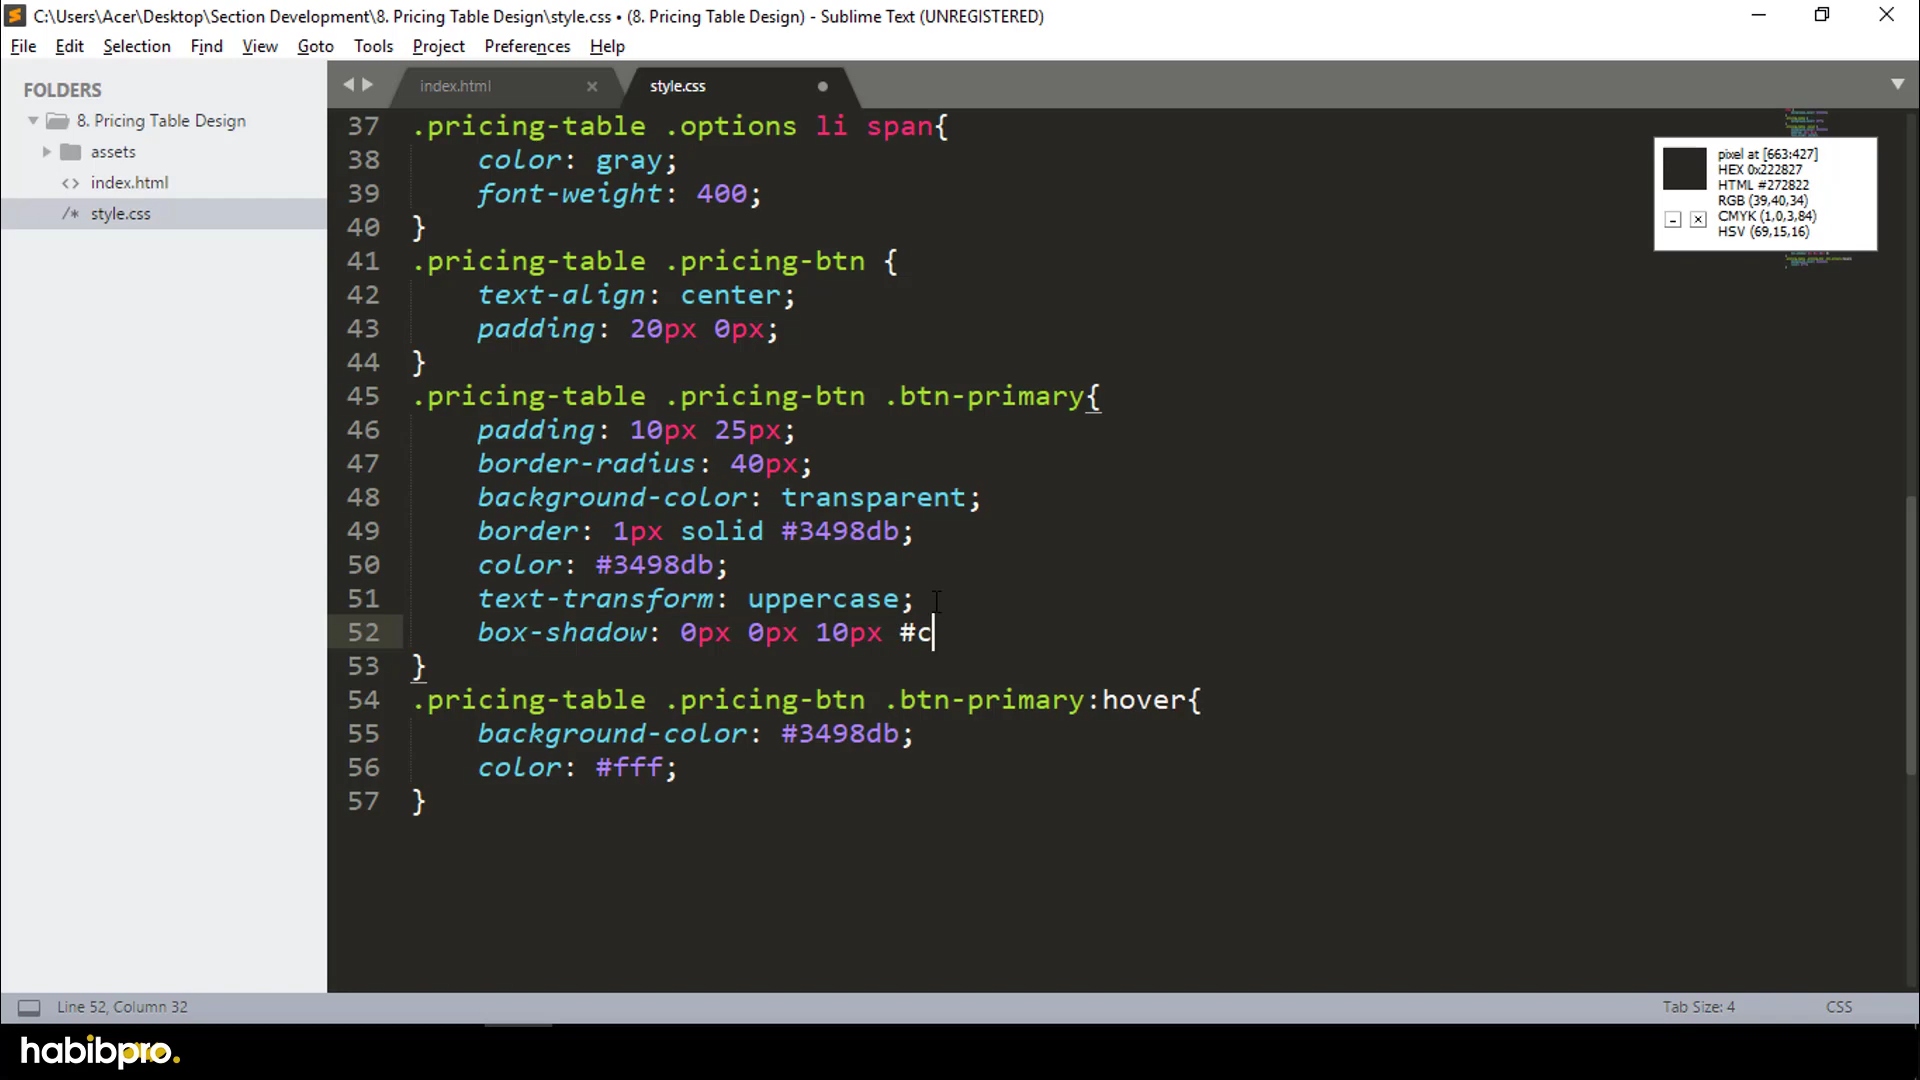 C:\Users\Acer\Desktop\Section Development\8. Pricing Table Design\style.css • (8. Pricing Table Design) - Sublime Text (UNREGISTERED)
File Edit Selection Find View Goto Tools Project Preferences Help
FOLDERS
8. Pricing Table Design
assets
<> index.html
/* style.css
index.html
style.css
37 .pricing-table .options li span{
38 color: gray;
39 font-weight: 400;
40 }
41 .pricing-table .pricing-btn {
42 text-align: center;
43 padding: 20px 0px;
44 }
45 .pricing-table .pricing-btn .btn-primary{
46 padding: 10px 25px;
47 border-radius: 40px;
48 background-color: transparent;
49 border: 1px solid #3498db;
50 color: #3498db;
51 text-transform: uppercase;
52 box-shadow: 0px 0px 10px #c
53 }
54 .pricing-table .pricing-btn .btn-primary:hover{
55 background-color: #3498db;
56 color: #fff;
57 }
pixel at [663:427]
HEX 0x222827
HTML #272822
RGB (39,40,34)
CMYK (1,0,3,84)
HSV (69,15,16)
Line 52, Column 32
Tab Size: 4
CSS
habibpro.